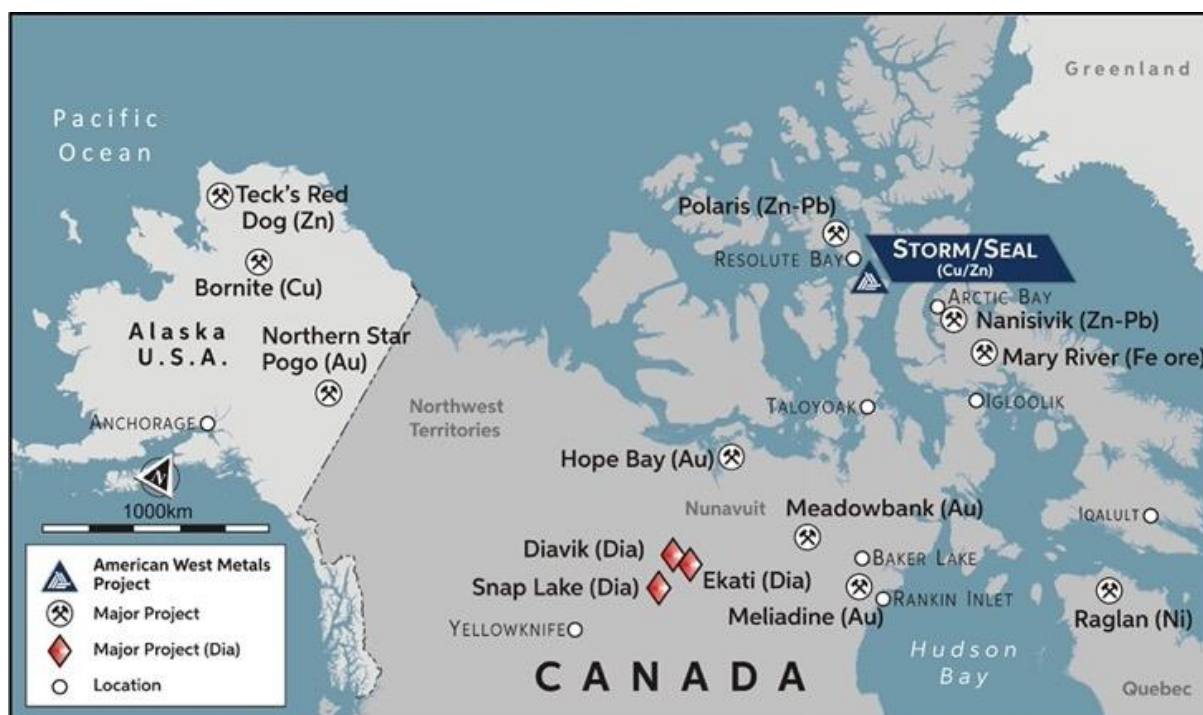 Greenland
Pacific
Ocean
Teck's Red
Dog (Zn)
Polaris (Zn-Pb)
STORM/SEAL
(Cu/Zn)
RESOLUTE BAY
Bornite (Cu)
ARCTIC BAY
Nanisivik (Zn-Pb)
Alaska
U.S.A.
Northern Star
Pogo (Au)
Mary River (Fe ore)
Northwest
Territories
TALOYOAK
IGLOOLIK
ANCHORAGE
Hope Bay (Au)
N
1000km
Nunavuit
Meadowbank (Au)
IQALULT
Diavik (Dia)
BAKER LAKE
Snap Lake (Dia)
Ekati (Dia)
RANKIN INLET
Meliadine (Au)
Raglan (Ni)
YELLOWKNIFE
Hudson
Bay
CANADA
Quebec
American West Metals
Project
Major Project
Major Project (Dia)
Location